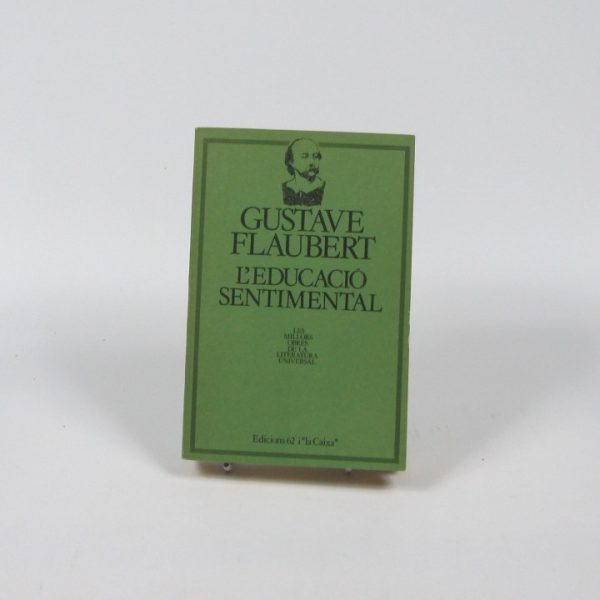 GUSTAVE
FLAUBERT
L'EDUCACIÓ
SENTIMENTAL
LES
MILLORS
OBRES
DE LA
LITERATURA
UNIVERSAL
Edicions 62 i "la Caixa"